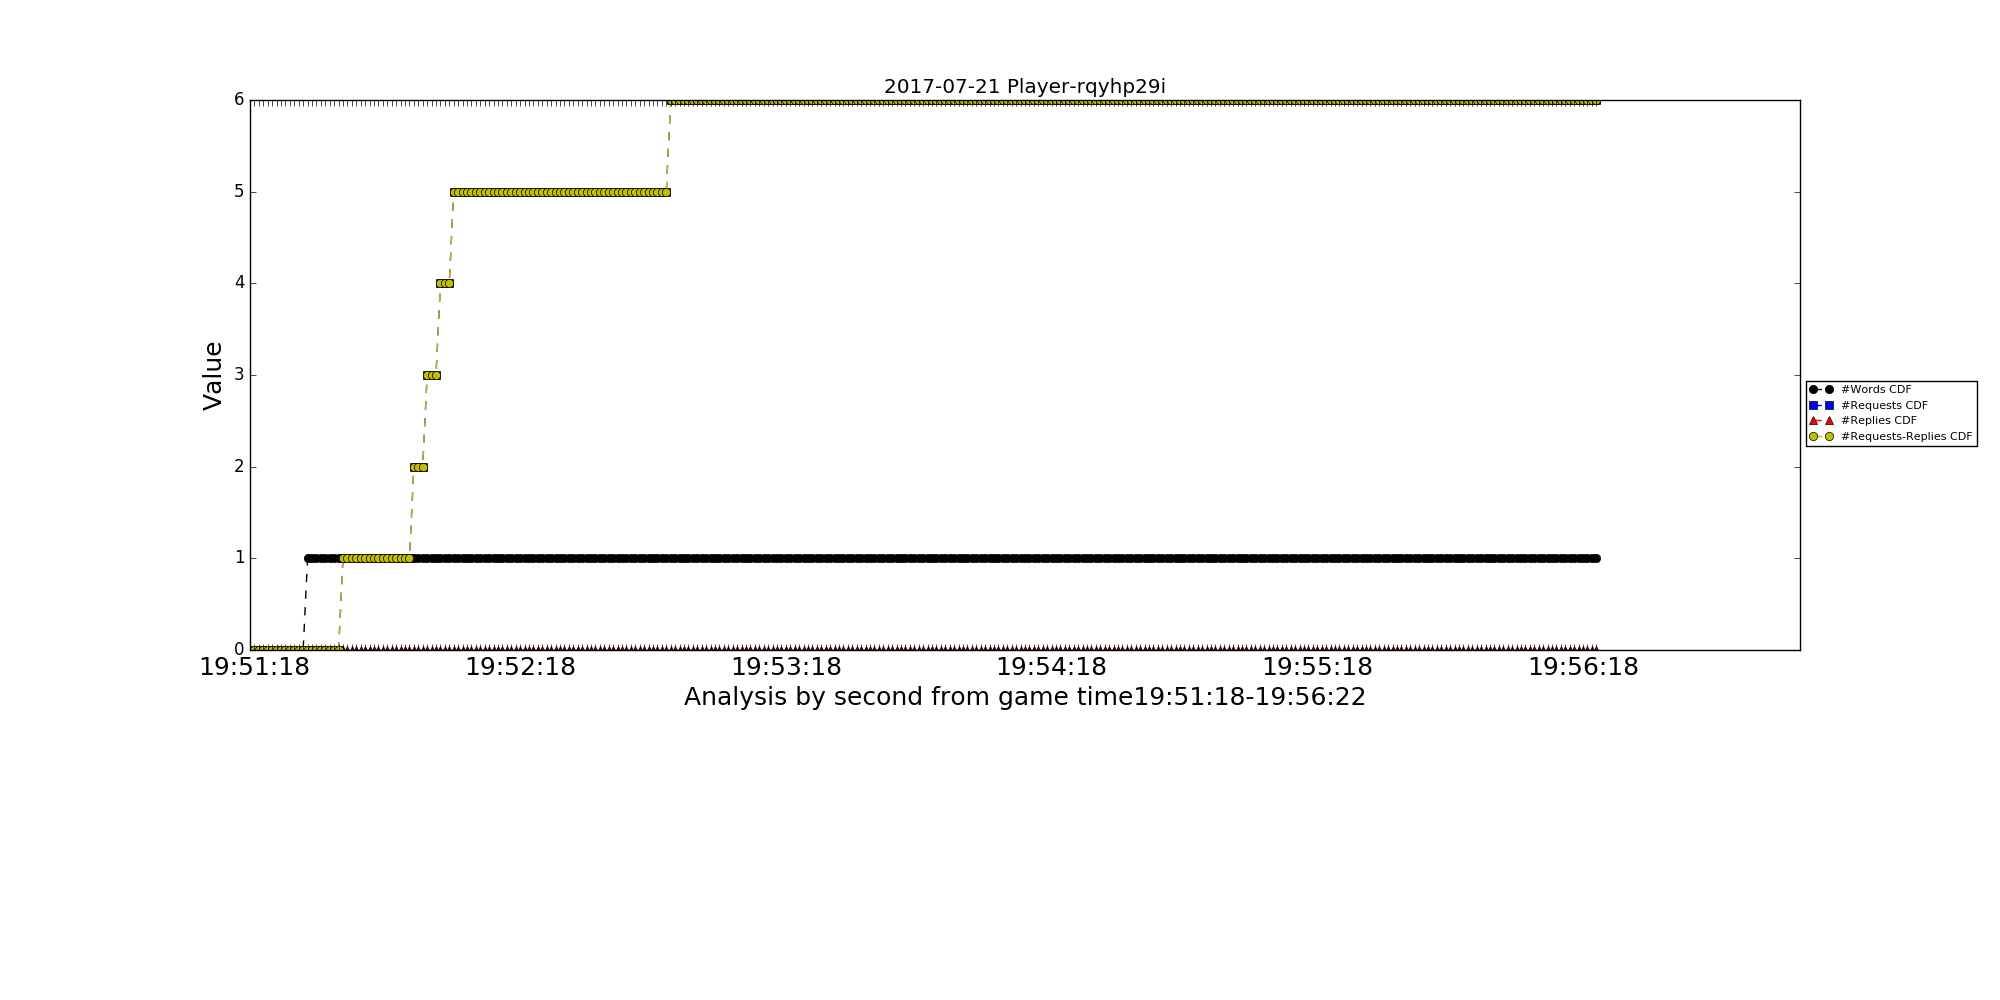 2017-07-21 Player-rqyhp29i
6
5
4
3
2
1
0
Value
19:51:18 19:52:18 19:53:18 19:54:18 19:55:18 19:56:18
Analysis by second from game time19:51:18-19:56:22
#Words CDF
#Requests CDF
#Replies CDF
#Requests-Replies CDF